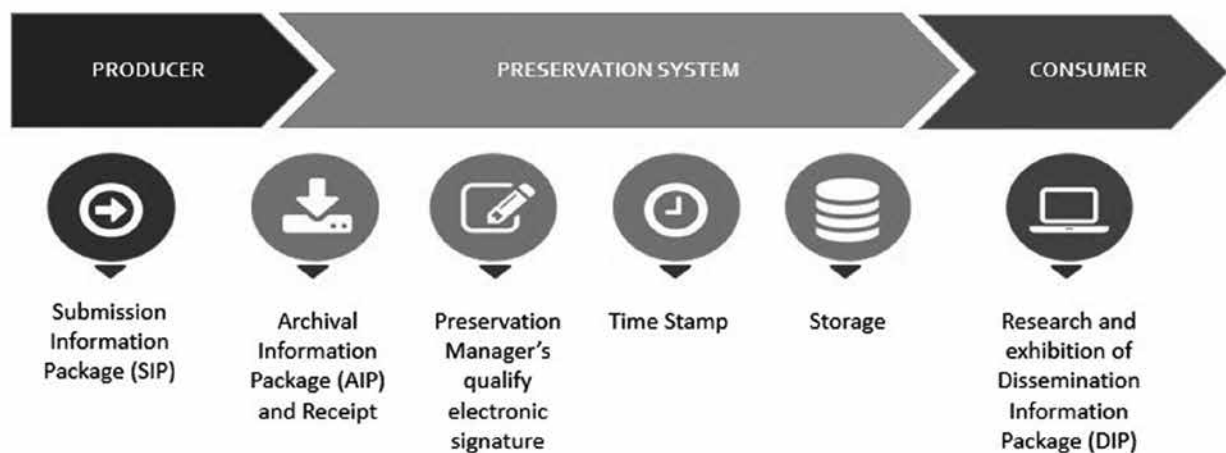 PRODUCER
PRESERVATION SYSTEM
CONSUMER
Submission
Information
Package (SIP)
Archival
Information
Package (AIP)
and Receipt
Preservation
Manager's
qualify
electronic
signature
Time Stamp
Storage
Research and
exhibition of
Dissemination
Information
Package (DIP)